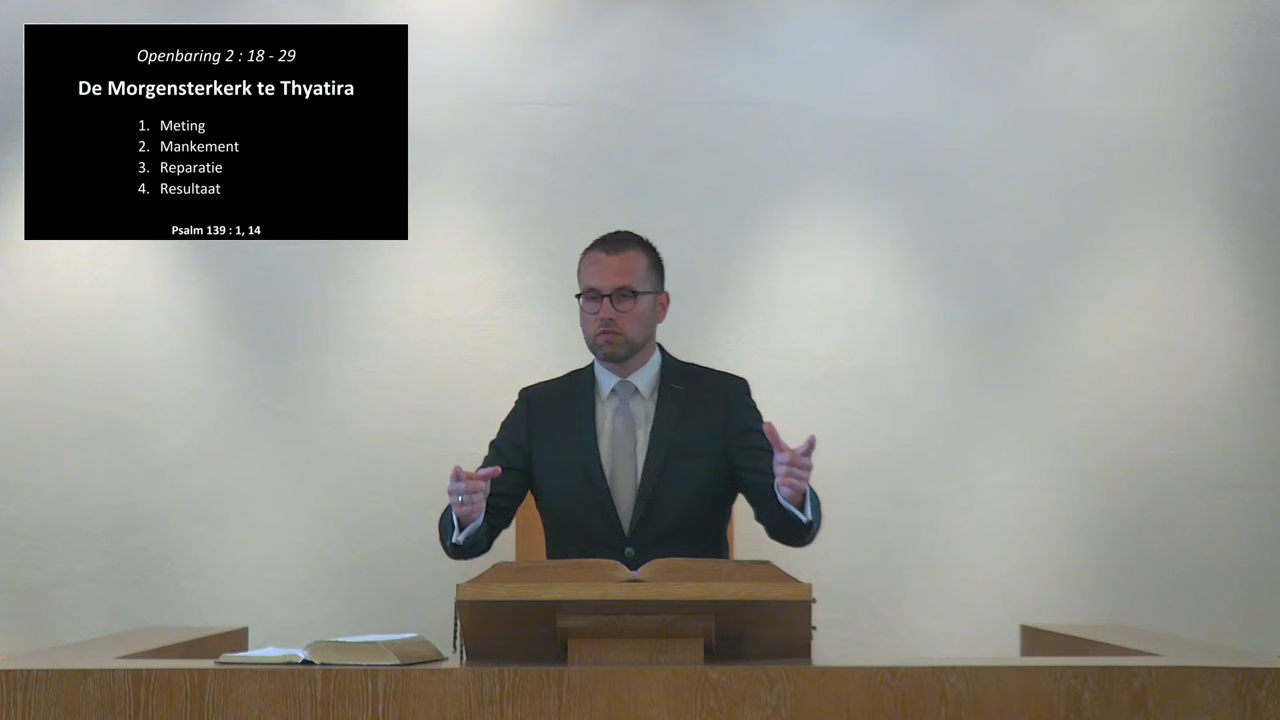 Openbaring 2 : 18 - 29
De Morgensterkerk te Thyatira
1. Meting
2. Mankement
3. Reparatie
4. Resultaat
Psalm 139 : 1, 14